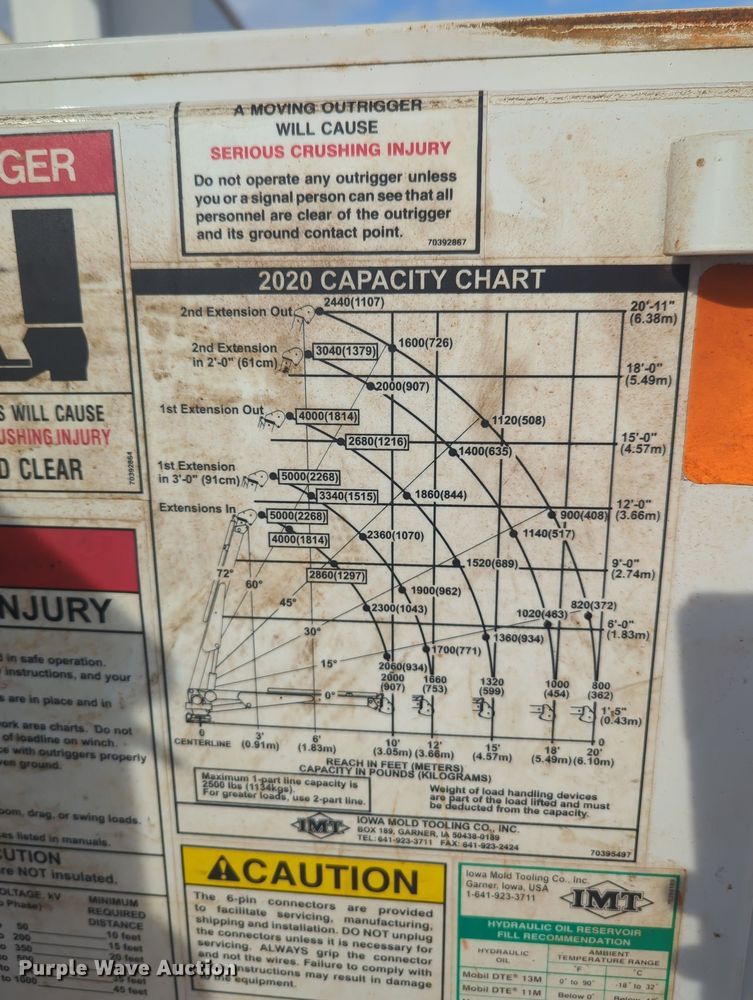 A MOVING OUTRIGGER
WILL CAUSE
SERIOUS CRUSHING INJURY
Do not operate any outrigger unless
you or a signal person can see that all
personnel are clear of the outrigger
and its ground contact point.
70392867
GER
S WILL CAUSE
USHING INJURY
D CLEAR
70392864
2020 CAPACITY CHART
2nd Extension Out
2440(1107)
20'-11"
(6.38m)
1600(726)
2nd Extension
in 2'-0" (61cm)
3040(1379)
18'-0"
(5.49m)
2000(907)
1st Extension Out
4000(1814)
1120(508)
15'-0"
(4.57m)
2680(1216)
1400(635)
1st Extension
in 3'-0" (91cm)
5000(2268)
3340(1515)
1860(844)
12'-0"
(3.66m)
900(408)
Extensions In
5000(2268)
4000(1814)
2360(1070)
1140(517)
1520(689)
9'-0"
(2.74m)
2860(1297)
72°
60°
1900(962)
45°
2300(1043)
820(372)
1020(463)
6'-0"
(1.83m)
30°
1360(934)
1700(771)
15°
2060(934)
2000
(907)
1660
(753)
1320
(599)
1000
(454)
800
(362)
0°
1'-5"
(0.43m)
0
0
CENTERLINE
3'
(0.91m)
6'
(1.83m)
10'
(3.05m)
12'
(3.66m)
15'
(4.57m)
18'
(5.49m)
20'
(6.10m)
REACH IN FEET (METERS)
CAPACITY IN POUNDS (KILOGRAMS)
Maximum 1-part line capacity is
2500 lbs (1134kgs).
For greater loads, use 2-part line.
Weight of load handling devices
are part of the load lifted and must
be deducted from the capacity.
IMT
IOWA MOLD TOOLING CO., INC.
BOX 189, GARNER, IA 50438-0189
TEL: 641-923-3711 FAX: 641-923-2424
70395497
NJURY
d in safe operation.
instructions, and your
s are in place and in
ork area charts. Do not
of loadline on winch.
ce with outriggers properly
ven ground.
oom, drag, or swing loads.
es listed in manuals.
UTION
re NOT insulated.
OLTAGE, kV
Phase)
MINIMUM
REQUIRED
DISTANCE
50
10 feet
200
15 feet
350
20 feet
500
1000
45 feet
CAUTION
The 6-pin connectors are provided
to facilitate servicing, manufacturing,
shipping and installation. DO NOT unplug
the connectors unless it is necessary for
servicing. ALWAYS grip the connector
and not the wires. Failure to comply with
instructions may result in damage
to the equipment.
Iowa Mold Tooling Co., Inc.
Garner, Iowa, USA
1-641-923-3711
IMT
HYDRAULIC OIL RESERVOIR
FILL RECOMMENDATION
HYDRAULIC
OIL
AMBIENT
TEMPERATURE RANGE
°F
°C
Mobil DTE® 13M
0° to 90°
-18° to 32°
Mobil DTE® 11M
Below 0°
Purple Wave Auction